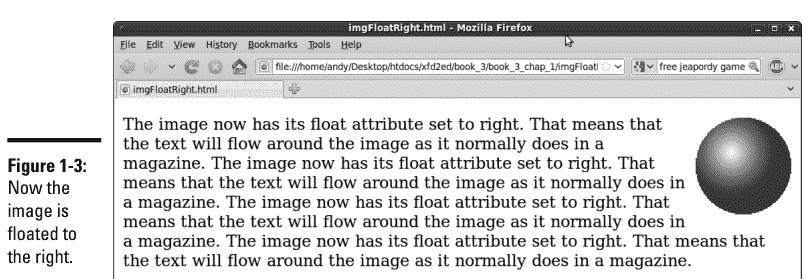 imgFloatRight.html - Mozilla Firefox
File Edit View History Bookmarks Tools Help
file:///home/andy/Desktop/htdocs/xfd2ed/book_3/book_3_chap_1/imgFloatI free jeapordy game ABP
imgFloatRight.html
The image now has its float attribute set to right. That means that
the text will flow around the image as it normally does in a
magazine. The image now has its float attribute set to right. That
means that the text will flow around the image as it normally does in
a magazine. The image now has its float attribute set to right. That
means that the text will flow around the image as it normally does in
a magazine. The image now has its float attribute set to right. That means that
the text will flow around the image as it normally does in a magazine.
Figure 1-3:
Now the
image is
floated to
the right.